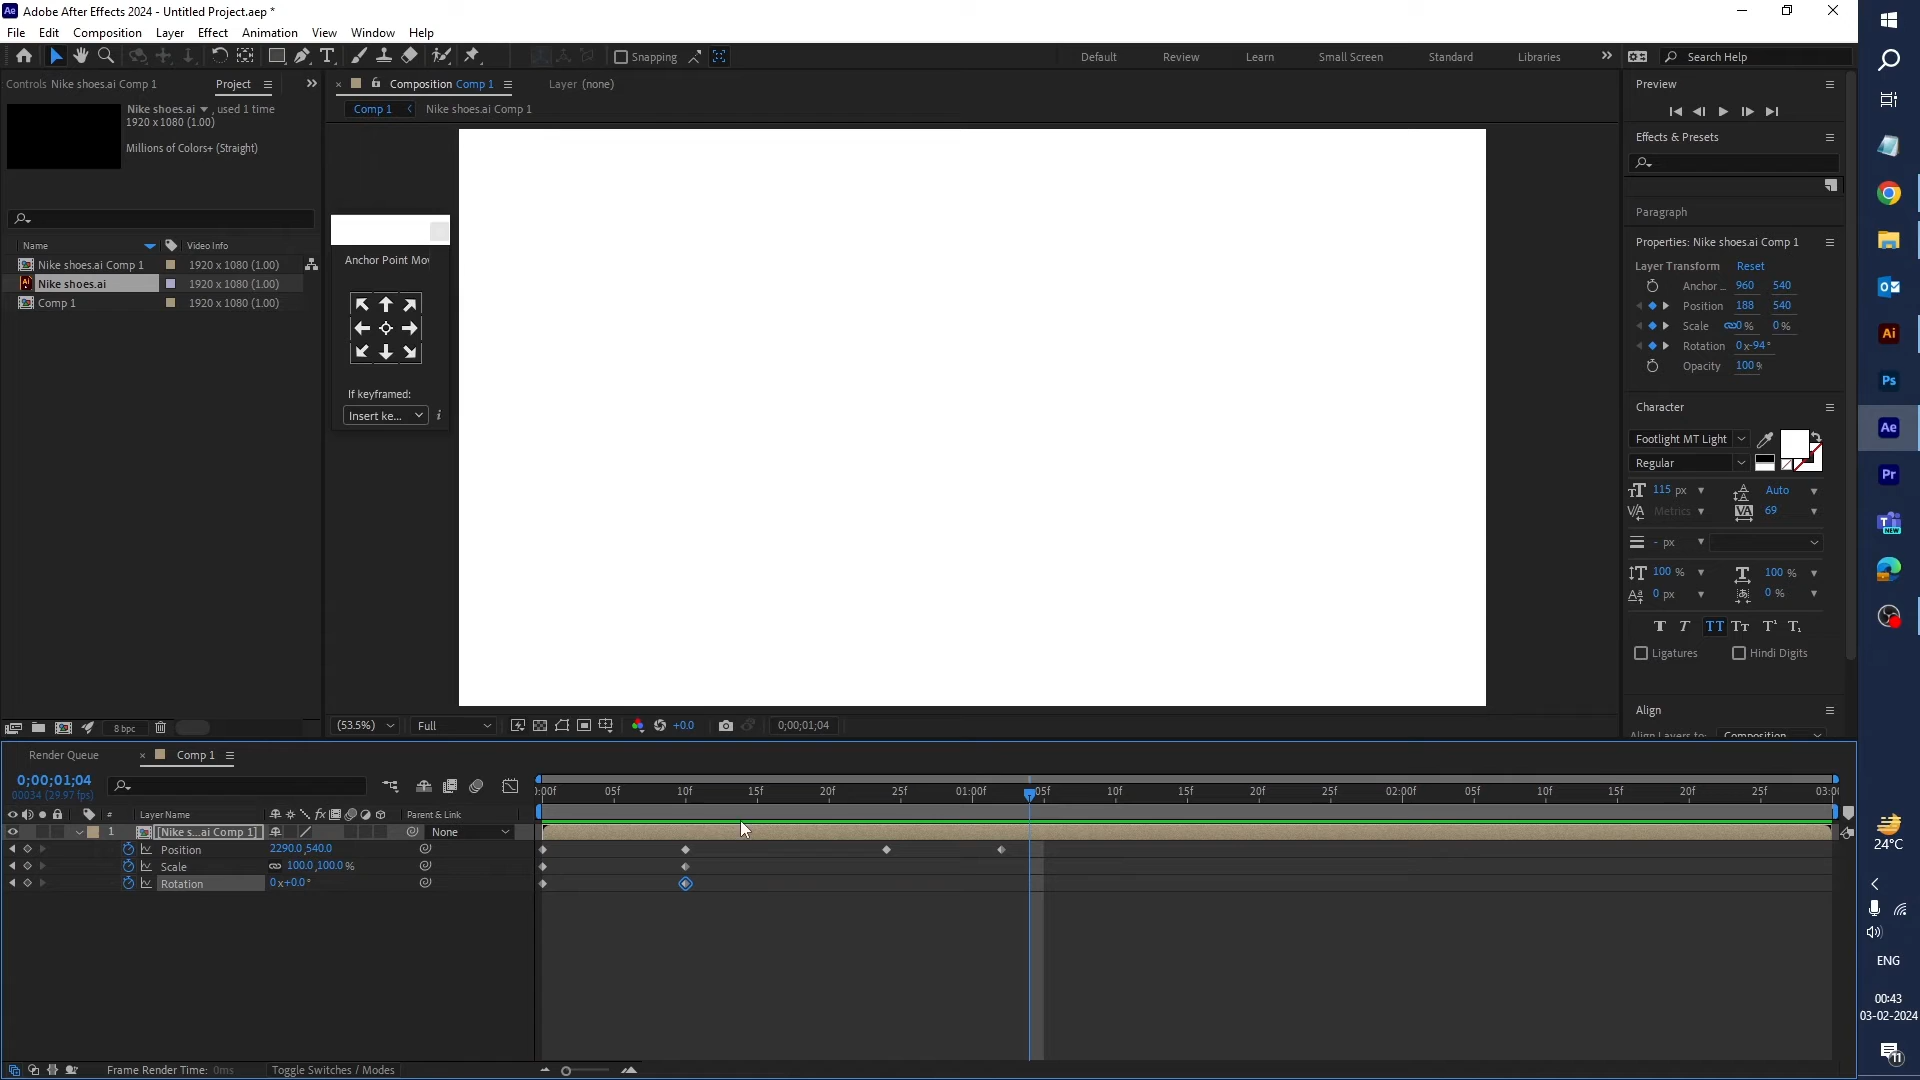 Adobe After Effects 2024 - Untitled Project.aep *
File Edit Composition Layer Effect Animation View Window Help
Snapping
Default Review Learn Small Screen Standard Libraries
Search Help
Controls Nike shoes.ai Comp 1
Project
Composition Comp 1
Layer (none)
Comp 1
Nike shoes.ai Comp 1
Nike shoes.ai , used 1 time
1920 x 1080 (1.00)
Millions of Colors+ (Straight)
Name Video Info
Nike shoes.ai Comp 1 1920 x 1080 (1.00)
Nike shoes.ai 1920 x 1080 (1.00)
Comp 1 1920 x 1080 (1.00)
8 bpc
Anchor Point Mov
If keyframed:
Insert ke...
(53.5%)
Full
+0.0
0;00;01;04
Preview
Effects & Presets
Paragraph
Properties: Nike shoes.ai Comp 1
Layer Transform Reset
Anchor ... 960 540
Position 188 540
Scale 0 % 0 %
Rotation 0 x-94 °
Opacity 100 %
Character
Footlight MT Light
Regular
115 px Auto
Metrics 69
- px
100 % 100 %
0 px 0 %
Ligatures Hindi Digits
Align
Align Layers to: Composition
Render Queue
Comp 1
0;00;01;04
00034 (29.97 fps)
# Layer Name Parent & Link
1 [Nike s...ai Comp 1] None
Position 2290.0,540.0
Scale 100.0,100.0 %
Rotation 0 x+0.0 °
):00f 05f 10f 15f 20f 25f 01:00f 05f 10f 15f 20f 25f 02:00f 05f 10f 15f 20f 25f 03:0
Frame Render Time: 0ms
Toggle Switches / Modes
Ai
Ps
Ae
Pr
NEW
24°C
ENG
00:43
03-02-2024
11